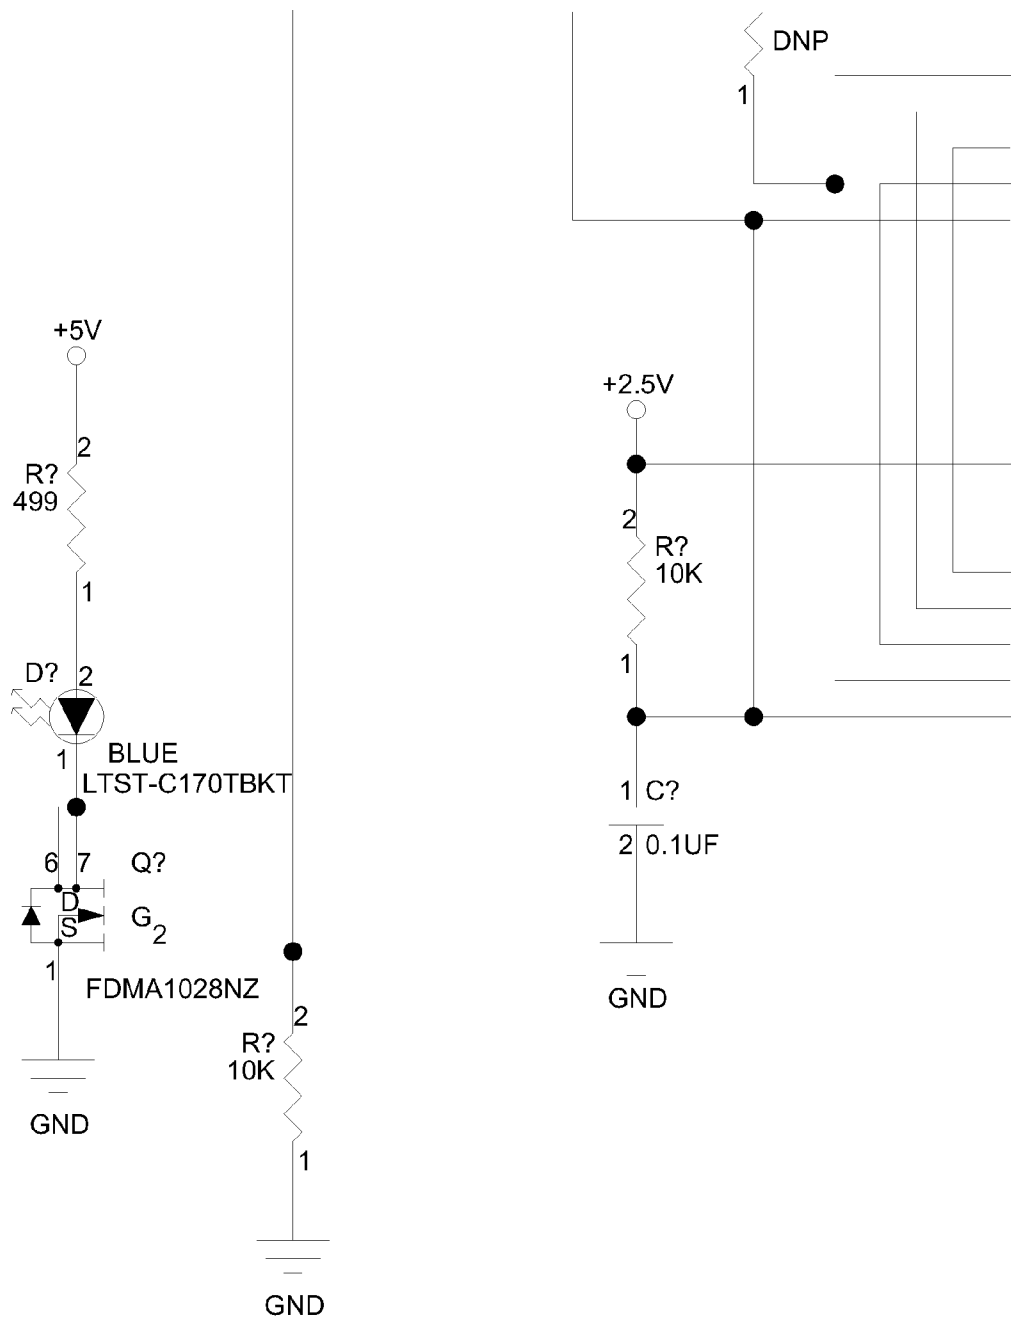 DNP
1
+5V
2
R?
499
1
D?
2
1
BLUE
LTST-C170TBKT
6
7
Q?
D
G
S
2
1
FDMA1028NZ
GND
2
R?
10K
1
GND
+2.5V
2
R?
10K
1
1
C?
2
0.1UF
GND